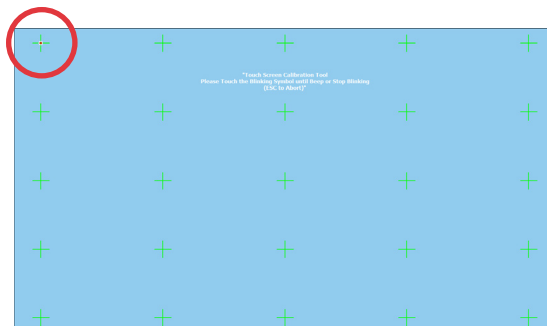 "Touch Screen Calibration Tool
Please Touch the Blinking Symbol until Beep or Stop Blinking
(ESC to Abort)"